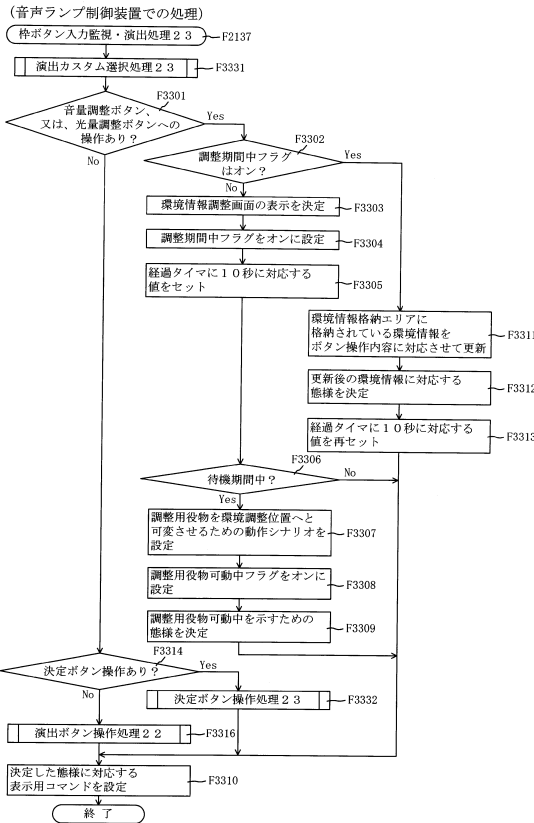 (音声ランプ制御装置での処理)
枠ボタン入力監視・演出処理23
F2137
演出カスタム選択処理23
F3331
F3301
音量調整ボタン、
又は、光量調整ボタンへの
操作あり?
Yes
No
F3302
調整期間中フラグ
はオン?
Yes
No
環境情報調整画面の表示を決定
F3303
調整期間中フラグをオンに設定
F3304
経過タイマに10秒に対応する
値をセット
F3305
環境情報格納エリアに
格納されている環境情報を
ボタン操作内容に対応させて更新
F3311
更新後の環境情報に対応する
態様を決定
F3312
経過タイマに10秒に対応する
値を再セット
F3313
F3306
待機期間中?
No
Yes
調整用役物を環境調整位置へと
可変させるための動作シナリオを
設定
F3307
調整用役物可動中フラグをオンに
設定
F3308
調整用役物可動中を示すための
態様を決定
F3309
F3314
決定ボタン操作あり?
Yes
No
決定ボタン操作処理23
F3332
演出ボタン操作処理22
F3316
決定した態様に対応する
表示用コマンドを設定
F3310
終了